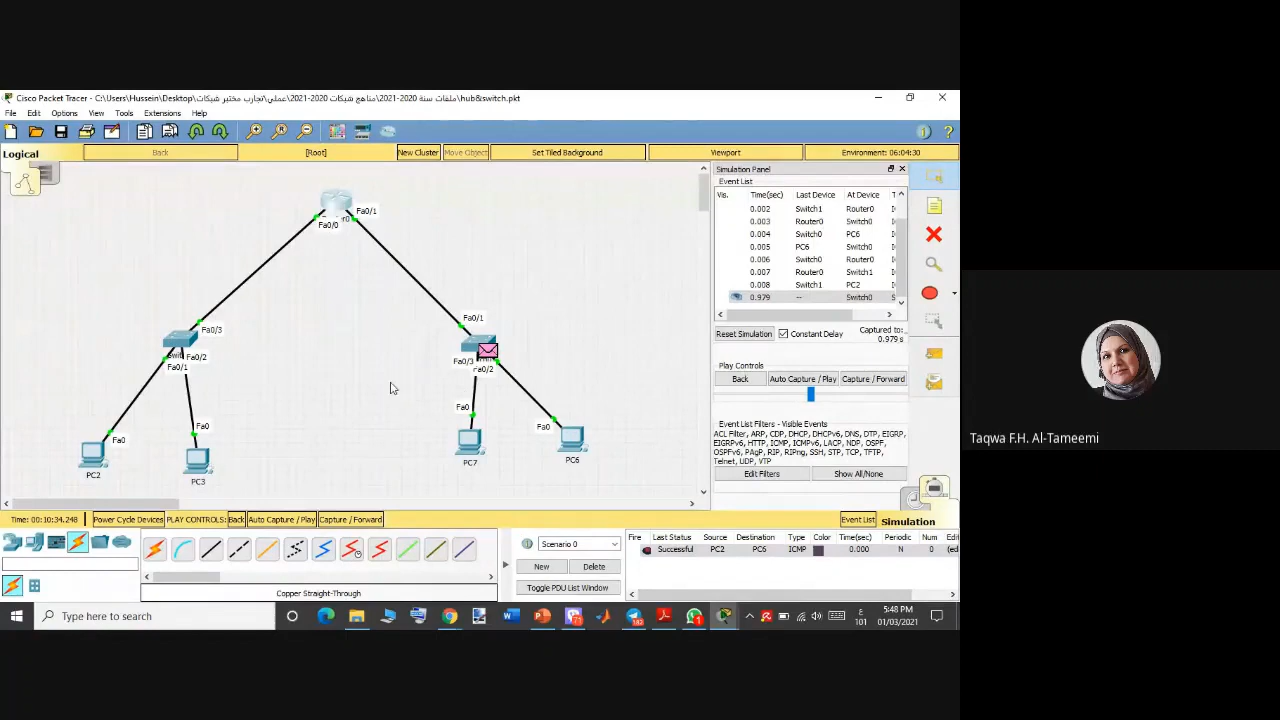 Cisco Packet Tracer - C:\Users\Hussein\Desktop\تجارب مختبر شبكات\عملي\مناهج شبكات 2020-2021\ملفات سنة 2020-2021\hub&switch.pkt
File Edit Options View Tools Extensions Help
Logical Back [Root] New Cluster Move Object Set Tiled Background Viewport Environment: 06:04:30
Fa0/1
Fa0/0
Fa0/3
Fa0/2
Fa0/1
Fa0/1
Fa0/3
Fa0/2
Fa0
Fa0
Fa0
Fa0
PC2
PC3
PC7
PC6
Simulation Panel
Event List
Vis. Time(sec) Last Device At Device
0.002 Switch1 Router0
0.003 Router0 Switch0
0.004 Switch0 PC6
0.005 PC6 Switch0
0.006 Switch0 Router0
0.007 Router0 Switch1
0.008 Switch1 PC2
0.979 -- Switch0
Reset Simulation Constant Delay Captured to:
0.979 s
Play Controls
Back Auto Capture / Play Capture / Forward
Event List Filters - Visible Events
ACL Filter, ARP, CDP, DHCP, DHCPv6, DNS, DTP, EIGRP,
EIGRPv6, HTTP, ICMP, ICMPv6, LACP, NDP, OSPF,
OSPFv6, PAgP, RIP, RIPng, SSH, STP, TCP, TFTP,
Telnet, UDP, VTP
Edit Filters Show All/None
Time: 00:10:34.248 Power Cycle Devices PLAY CONTROLS: Back Auto Capture / Play Capture / Forward Event List Simulation
Scenario 0
New Delete
Toggle PDU List Window
Fire Last Status Source Destination Type Color Time(sec) Periodic Num Edit
Successful PC2 PC6 ICMP 0.000 N 0 (ed
Copper Straight-Through
Type here to search
5:48 PM
01/03/2021
ع
101
Taqwa F.H. Al-Tameemi